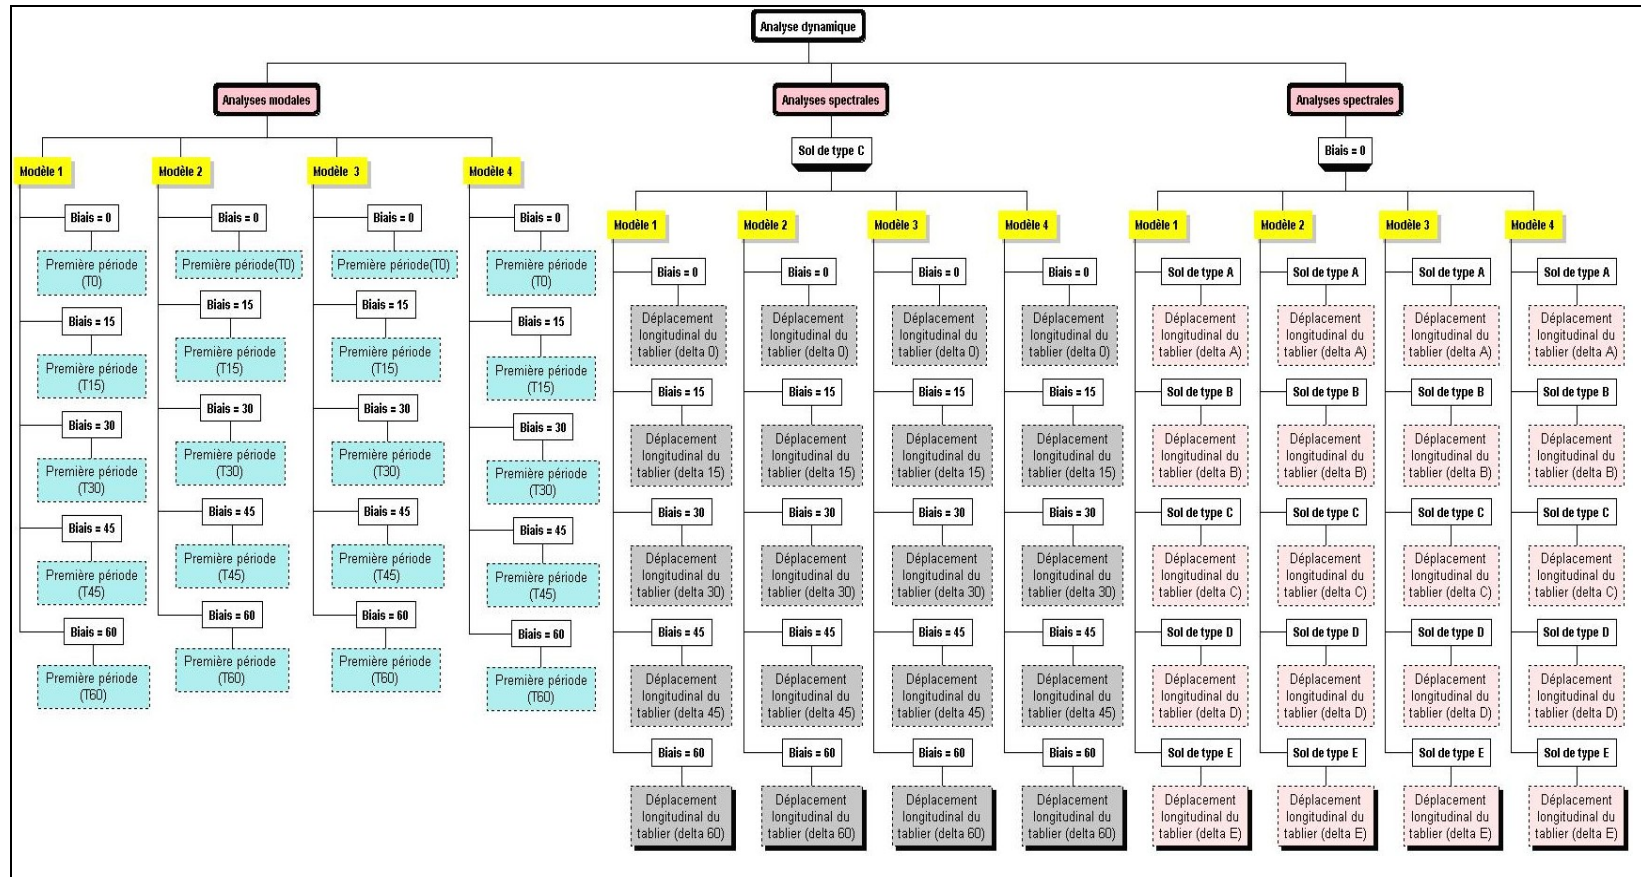 Analyse dynamique
Analyses modales
Analyses spectrales
Analyses spectrales
Sol de type C
Biais = 0
Modèle 1
Biais = 0
Première période
(T0)
Biais = 15
Première période
(T15)
Biais = 30
Première période
(T30)
Biais = 45
Première période
(T45)
Biais = 60
Première période
(T60)
Modèle 2
Biais = 0
Première période(T0)
Biais = 15
Première période
(T15)
Biais = 30
Première période
(T30)
Biais = 45
Première période
(T45)
Biais = 60
Première période
(T60)
Modèle 3
Biais = 0
Première période(T0)
Biais = 15
Première période
(T15)
Biais = 30
Première période
(T30)
Biais = 45
Première période
(T45)
Biais = 60
Première période
(T60)
Modèle 4
Biais = 0
Première période
(T0)
Biais = 15
Première période
(T15)
Biais = 30
Première période
(T30)
Biais = 45
Première période
(T45)
Biais = 60
Première période
(T60)
Modèle 1
Biais = 0
Déplacement
longitudinal du
tablier (delta 0)
Biais = 15
Déplacement
longitudinal du
tablier (delta 15)
Biais = 30
Déplacement
longitudinal du
tablier (delta 30)
Biais = 45
Déplacement
longitudinal du
tablier (delta 45)
Biais = 60
Déplacement
longitudinal du
tablier (delta 60)
Modèle 2
Biais = 0
Déplacement
longitudinal du
tablier (delta 0)
Biais = 15
Déplacement
longitudinal du
tablier (delta 15)
Biais = 30
Déplacement
longitudinal du
tablier (delta 30)
Biais = 45
Déplacement
longitudinal du
tablier (delta 45)
Biais = 60
Déplacement
longitudinal du
tablier (delta 60)
Modèle 3
Biais = 0
Déplacement
longitudinal du
tablier (delta 0)
Biais = 15
Déplacement
longitudinal du
tablier (delta 15)
Biais = 30
Déplacement
longitudinal du
tablier (delta 30)
Biais = 45
Déplacement
longitudinal du
tablier (delta 45)
Biais = 60
Déplacement
longitudinal du
tablier (delta 60)
Modèle 4
Biais = 0
Déplacement
longitudinal du
tablier (delta 0)
Biais = 15
Déplacement
longitudinal du
tablier (delta 15)
Biais = 30
Déplacement
longitudinal du
tablier (delta 30)
Biais = 45
Déplacement
longitudinal du
tablier (delta 45)
Biais = 60
Déplacement
longitudinal du
tablier (delta 60)
Modèle 1
Sol de type A
Déplacement
longitudinal du
tablier (delta A)
Sol de type B
Déplacement
longitudinal du
tablier (delta B)
Sol de type C
Déplacement
longitudinal du
tablier (delta C)
Sol de type D
Déplacement
longitudinal du
tablier (delta D)
Sol de type E
Déplacement
longitudinal du
tablier (delta E)
Modèle 2
Sol de type A
Déplacement
longitudinal du
tablier (delta A)
Sol de type B
Déplacement
longitudinal du
tablier (delta B)
Sol de type C
Déplacement
longitudinal du
tablier (delta C)
Sol de type D
Déplacement
longitudinal du
tablier (delta D)
Sol de type E
Déplacement
longitudinal du
tablier (delta E)
Modèle 3
Sol de type A
Déplacement
longitudinal du
tablier (delta A)
Sol de type B
Déplacement
longitudinal du
tablier (delta B)
Sol de type C
Déplacement
longitudinal du
tablier (delta C)
Sol de type D
Déplacement
longitudinal du
tablier (delta D)
Sol de type E
Déplacement
longitudinal du
tablier (delta E)
Modèle 4
Sol de type A
Déplacement
longitudinal du
tablier (delta A)
Sol de type B
Déplacement
longitudinal du
tablier (delta B)
Sol de type C
Déplacement
longitudinal du
tablier (delta C)
Sol de type D
Déplacement
longitudinal du
tablier (delta D)
Sol de type E
Déplacement
longitudinal du
tablier (delta E)